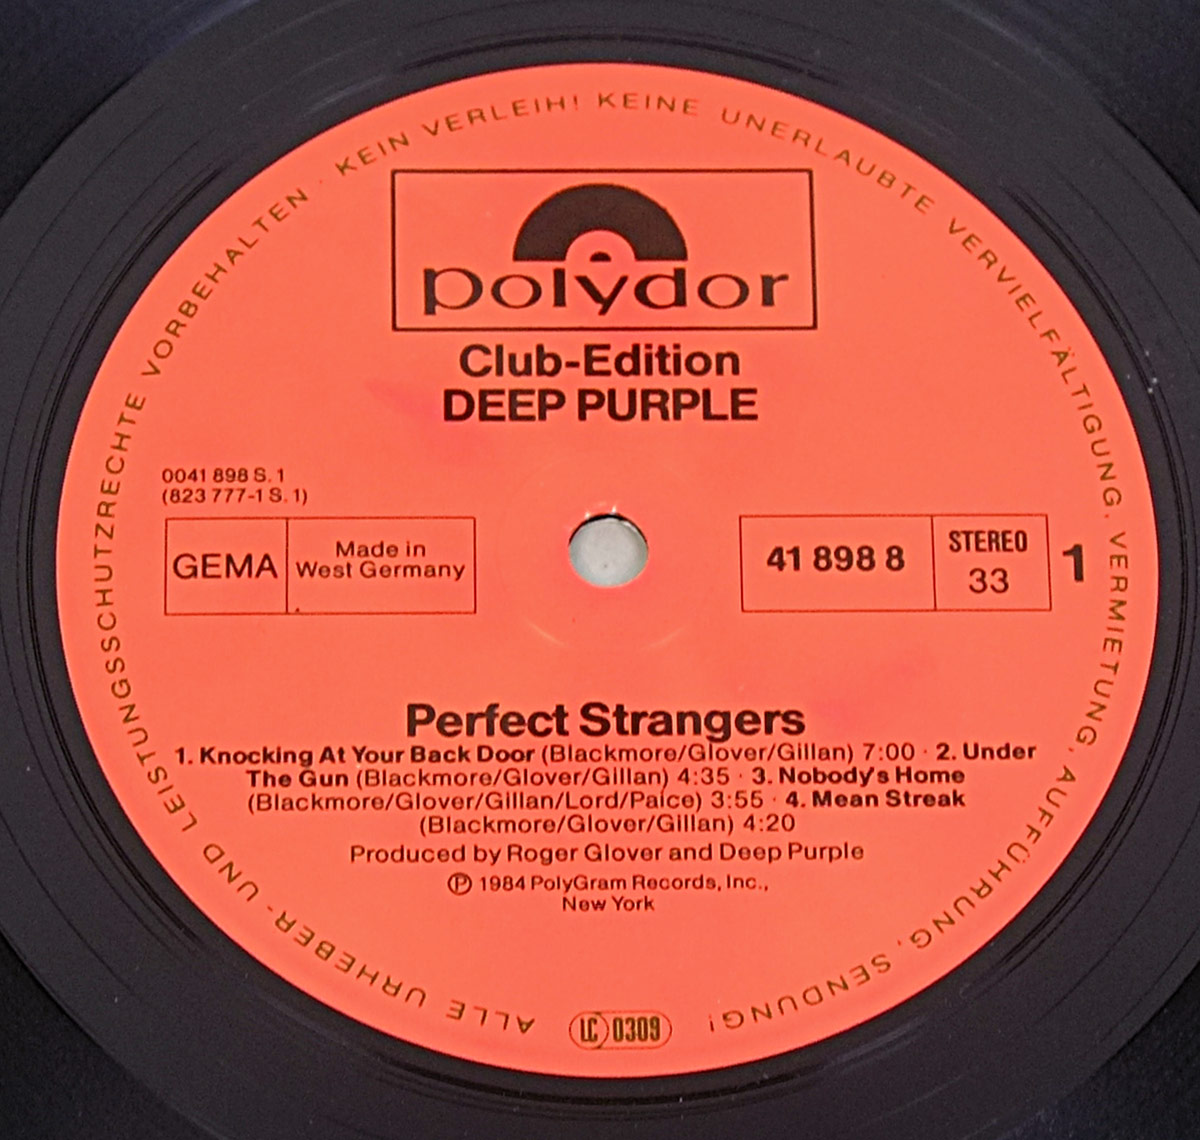 ALLE URHEBER- UND LEISTUNGSSCHUTZRECHTE VORBEHALTEN · KEIN VERLEIH! KEINE UNERLAUBTE VERVIELFÄLTIGUNG, VERMIETUNG, AUFFÜHRUNG, SENDUNG!
polydor
Club-Edition
DEEP PURPLE
0041 898 S. 1
(823 777-1 S. 1)
GEMA
Made in
West Germany
41 898 8
STEREO
33
1
Perfect Strangers
1. Knocking At Your Back Door (Blackmore/Glover/Gillan) 7:00 · 2. Under
The Gun (Blackmore/Glover/Gillan) 4:35 · 3. Nobody's Home
(Blackmore/Glover/Gillan/Lord/Paice) 3:55 · 4. Mean Streak
(Blackmore/Glover/Gillan) 4:20
Produced by Roger Glover and Deep Purple
Ⓟ 1984 PolyGram Records, Inc.,
New York
LC 0309